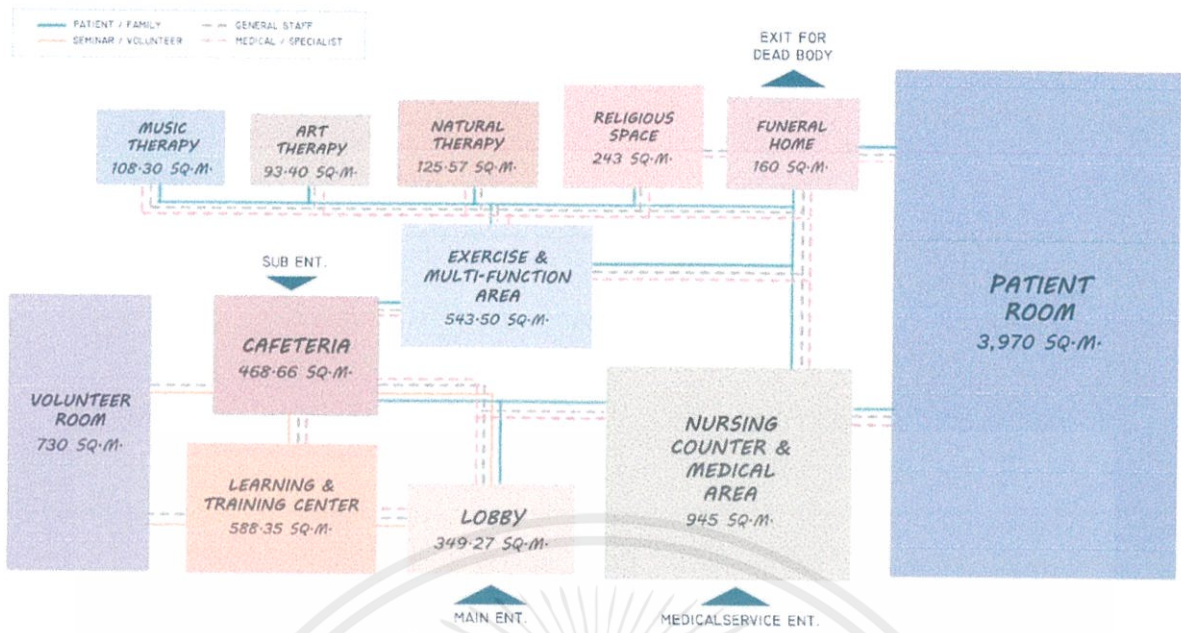 PATIENT / FAMILY
GENERAL STAFF
SEMINAR / VOLUNTEER
MEDICAL / SPECIALIST
EXIT FOR
DEAD BODY
MUSIC
THERAPY
108.30 SQ.M.
ART
THERAPY
93.40 SQ.M.
NATURAL
THERAPY
125.57 SQ.M.
RELIGIOUS
SPACE
243 SQ.M.
FUNERAL
HOME
160 SQ.M.
SUB ENT.
EXERCISE &
MULTI-FUNCTION
AREA
543.50 SQ.M.
PATIENT
ROOM
3,970 SQ.M.
CAFETERIA
468.66 SQ.M.
VOLUNTEER
ROOM
730 SQ.M.
NURSING
COUNTER &
MEDICAL
AREA
945 SQ.M.
LEARNING &
TRAINING CENTER
588.35 SQ.M.
LOBBY
349.27 SQ.M.
MAIN ENT.
MEDICALSERVICE ENT.